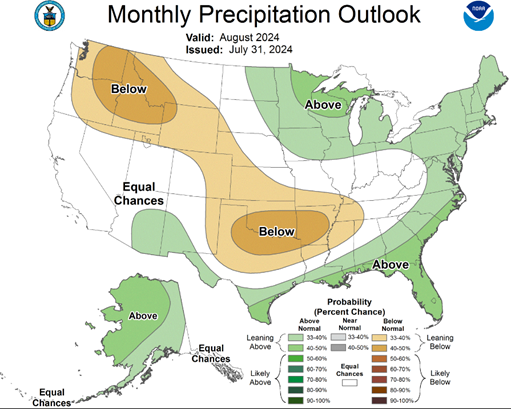 Monthly Precipitation Outlook
Valid: August 2024
Issued: July 31, 2024
noaa
Below
Above
Equal
Chances
Below
Above
Above
Equal
Chances
Equal
Chances
Probability
(Percent Chance)
Above
Normal
Near
Normal
Below
Normal
Leaning
Above
33-40%
40-50%
33-40%
40-50%
33-40%
40-50%
Leaning
Below
Likely
Above
50-60%
60-70%
70-80%
80-90%
90-100%
Equal
Chances
50-60%
60-70%
70-80%
80-90%
90-100%
Likely
Below